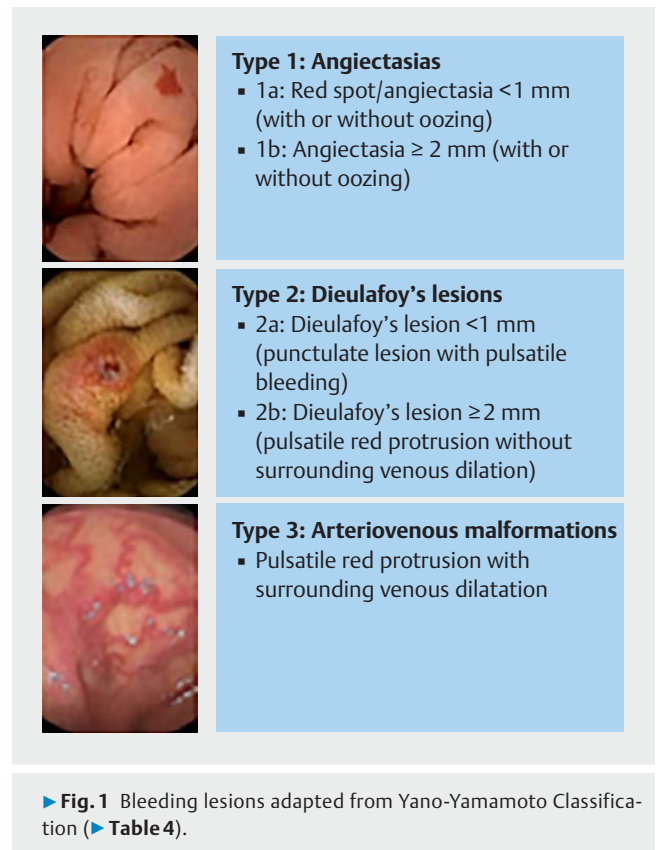 Type 1: Angiectasias
▪ 1a: Red spot/angiectasia <1 mm
(with or without oozing)
▪ 1b: Angiectasia ≥ 2 mm (with or
without oozing)
Type 2: Dieulafoy’s lesions
▪ 2a: Dieulafoy’s lesion <1 mm
(punctulate lesion with pulsatile
bleeding)
▪ 2b: Dieulafoy’s lesion ≥2 mm
(pulsatile red protrusion without
surrounding venous dilation)
Type 3: Arteriovenous malformations
▪ Pulsatile red protrusion with
surrounding venous dilatation
▶ Fig. 1 Bleeding lesions adapted from Yano-Yamamoto Classifica-
tion (▶ Table 4).